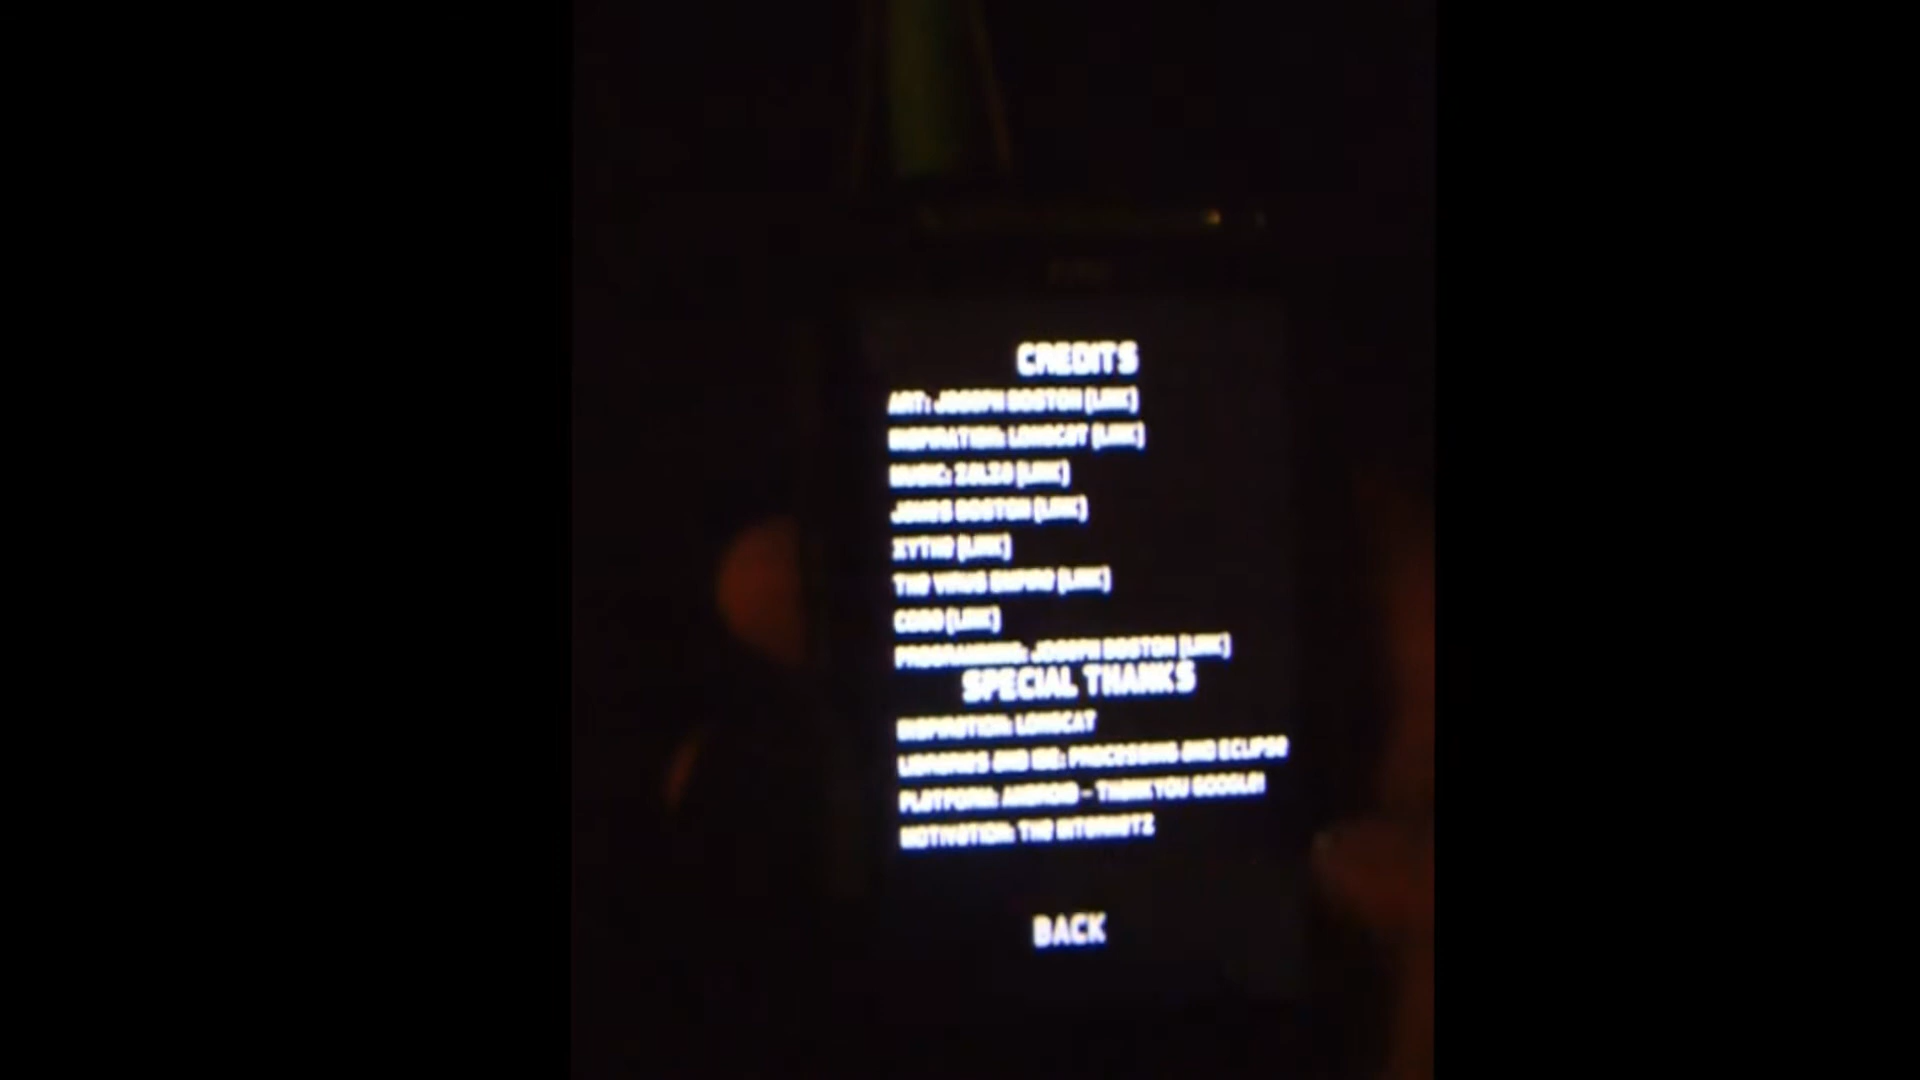 CREDITS
ART: JOSEPH BOSTON [LINK]
INSPIRATION: LONGCAT [LINK]
MUSIC: [LINK]
BOSTON [LINK]
[LINK]
THE VIRUS EMPIRE [LINK]
[LINK]
PROGRAMMING: JOSEPH BOSTON [LINK]
SPECIAL THANKS
INSPIRATION: LONGCAT
LIBRARIES AND IDE: PROCESSING AND ECLIPSE
PLATFORM: ANDROID - THANK YOU GOOGLE!
MOTIVATION: THE INTERNETZ
BACK